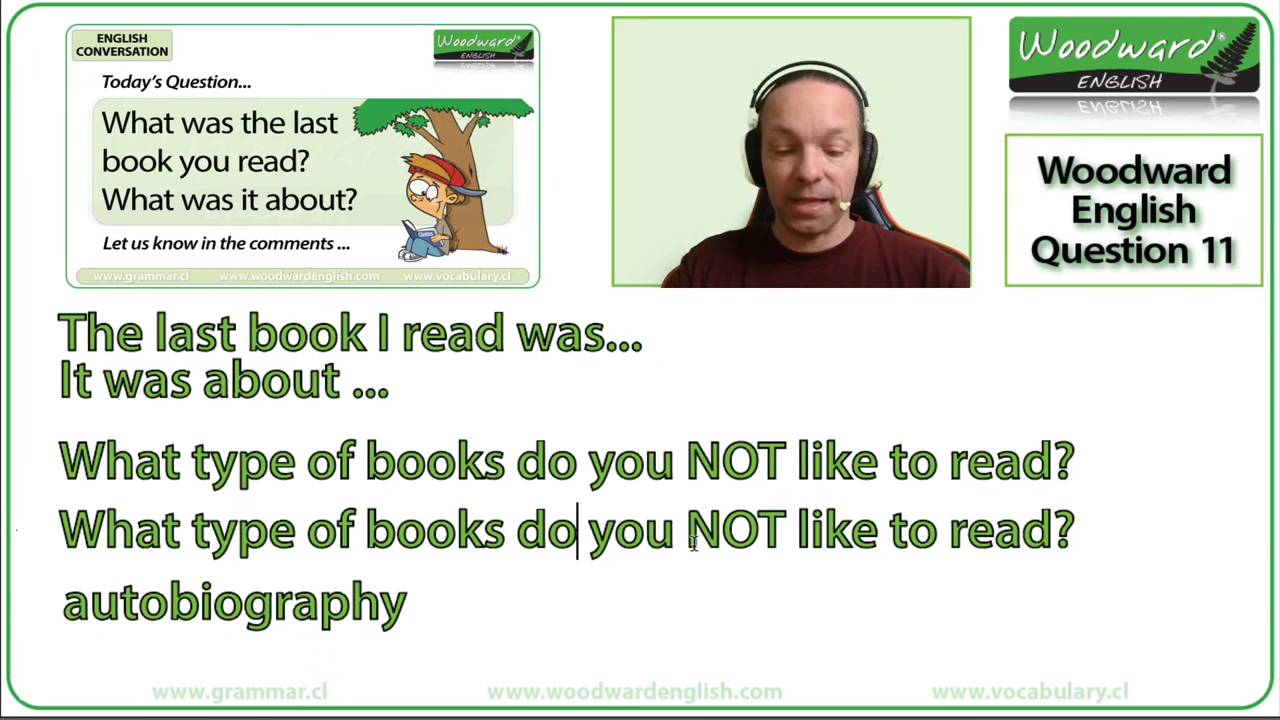 ENGLISH
CONVERSATION
Woodward
ENGLISH
Today's Question...
What was the last
book you read?
What was it about?
Let us know in the comments ...
www.grammar.cl www.woodwardenglish.com www.vocabulary.cl
Woodward®
ENGLISH
Woodward
English
Question 11
The last book I read was...
It was about ...
What type of books do you NOT like to read?
What type of books do you NOT like to read?
autobiography
www.grammar.cl www.woodwardenglish.com www.vocabulary.cl